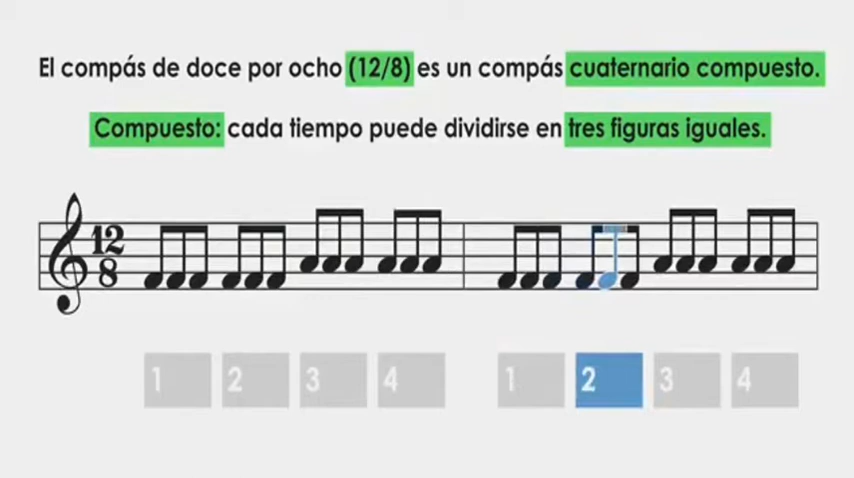 El compás de doce por ocho (12/8) es un compás cuaternario compuesto.
Compuesto: cada tiempo puede dividirse en tres figuras iguales.
12
8
1 2 3 4 1 2 3 4